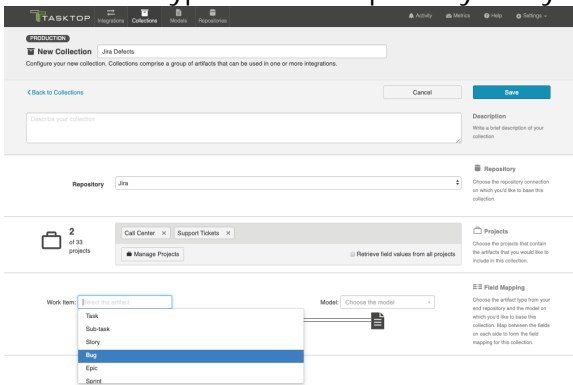 TASKTOP
Integrations
Collections
Models
Repositories
Activity
Metrics
Help
Settings
PRODUCTION
New Collection
Jira Defects
Configure your new collection. Collections comprise a group of artifacts that can be used in one or more integrations.
Back to Collections
Cancel
Save
Describe your collection
Description
Write a brief description of your
collection
Repository
Jira
Repository
Choose the repository connection
on which you'd like to base this
collection.
2
of 33
projects
Call Center ×
Support Tickets ×
Manage Projects
Retrieve field values from all projects
Projects
Choose the projects that contain
the artifacts that you would like to
include in this collection.
Work Item:
Select the artifact
Model:
Choose the model
Task
Sub-task
Story
Bug
Epic
Sprint
Field Mapping
Choose the artifact type from your
end repository and the model on
which you'd like to base this
collection. Map between the fields
on each side to form the field
mapping for this collection.